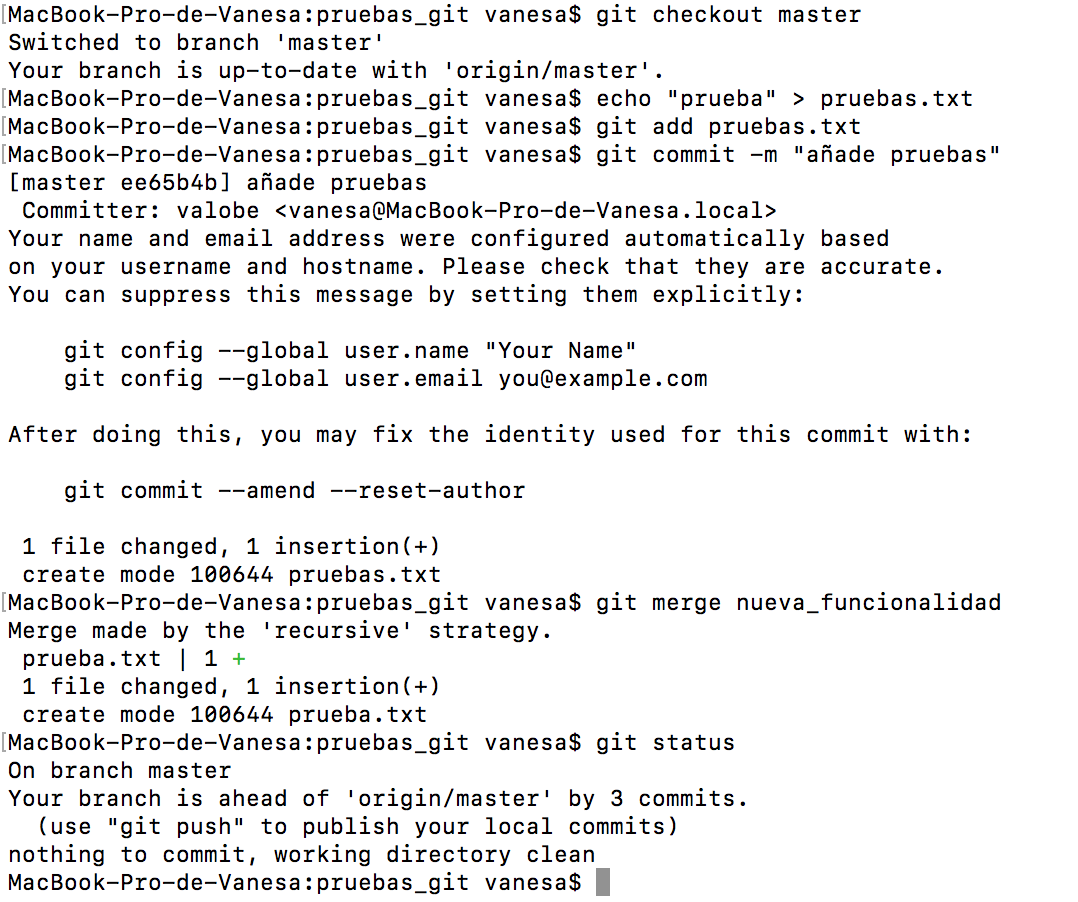 [MacBook-Pro-de-Vanesa:pruebas_git vanesa$ git checkout master
Switched to branch 'master'
Your branch is up-to-date with 'origin/master'.
[MacBook-Pro-de-Vanesa:pruebas_git vanesa$ echo "prueba" > pruebas.txt
[MacBook-Pro-de-Vanesa:pruebas_git vanesa$ git add pruebas.txt
[MacBook-Pro-de-Vanesa:pruebas_git vanesa$ git commit -m "añade pruebas"
[master ee65b4b] añade pruebas
 Committer: valobe <vanesa@MacBook-Pro-de-Vanesa.local>
Your name and email address were configured automatically based
on your username and hostname. Please check that they are accurate.
You can suppress this message by setting them explicitly:

    git config --global user.name "Your Name"
    git config --global user.email you@example.com

After doing this, you may fix the identity used for this commit with:

    git commit --amend --reset-author

 1 file changed, 1 insertion(+)
 create mode 100644 pruebas.txt
[MacBook-Pro-de-Vanesa:pruebas_git vanesa$ git merge nueva_funcionalidad
Merge made by the 'recursive' strategy.
 prueba.txt | 1 +
 1 file changed, 1 insertion(+)
 create mode 100644 prueba.txt
[MacBook-Pro-de-Vanesa:pruebas_git vanesa$ git status
On branch master
Your branch is ahead of 'origin/master' by 3 commits.
  (use "git push" to publish your local commits)
nothing to commit, working directory clean
MacBook-Pro-de-Vanesa:pruebas_git vanesa$